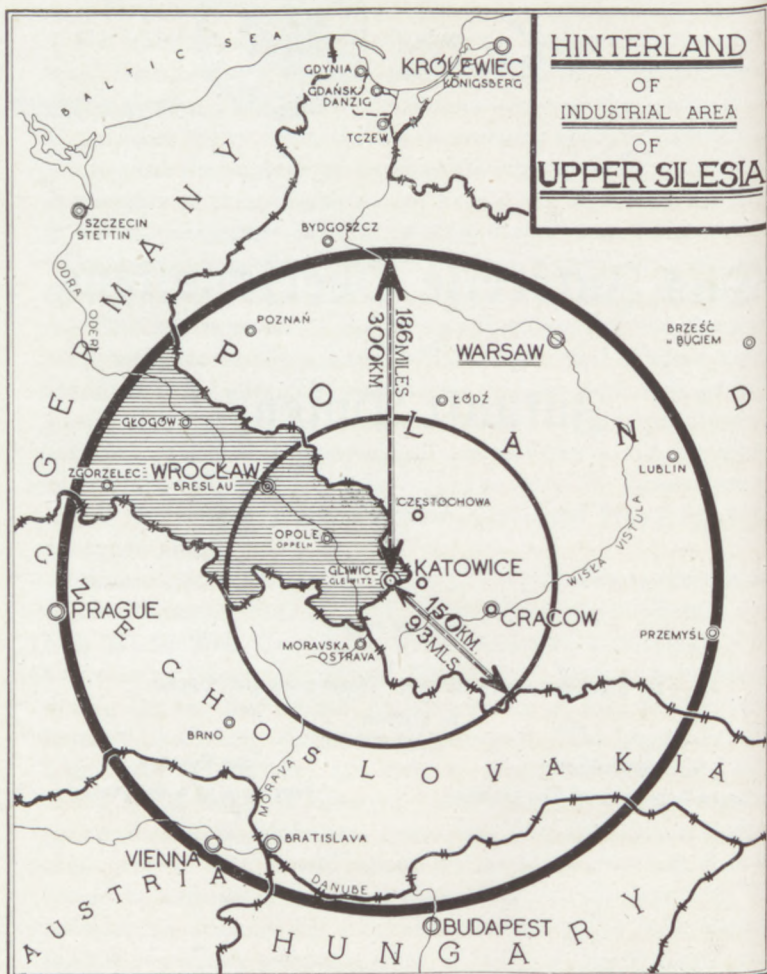 HINTERLAND
OF
INDUSTRIAL AREA
OF
UPPER SILESIA
BALTIC SEA
GDYNIA
GDAŃSK
DANZIG
TCZEW
KRÓLEWIEC
KÖNIGSBERG
SZCZECIN
STETTIN
ODRA
ODER
GERMANY
BYDGOSZCZ
POZNAŃ
186 MILES
300 KM
WARSAW
BRZEŚĆ
n BUGIEM
POLAND
ŁÓDŹ
GŁOGÓW
LUBLIN
ZGORZELEC
WROCŁAW
BRESLAU
CZĘSTOCHOWA
OPOLE
OPPELN
WISŁA VISTULA
GLIWICE
GLEIWITZ
KATOWICE
150 KM.
93 MLS.
CRACOW
PRAGUE
PRZEMYŚL
MORAVSKA
OSTRAVA
CZECHOSLOVAKIA
BRNO
MORAVA
VIENNA
BRATISLAVA
AUSTRIA
DANUBE
BUDAPEST
HUNGARY